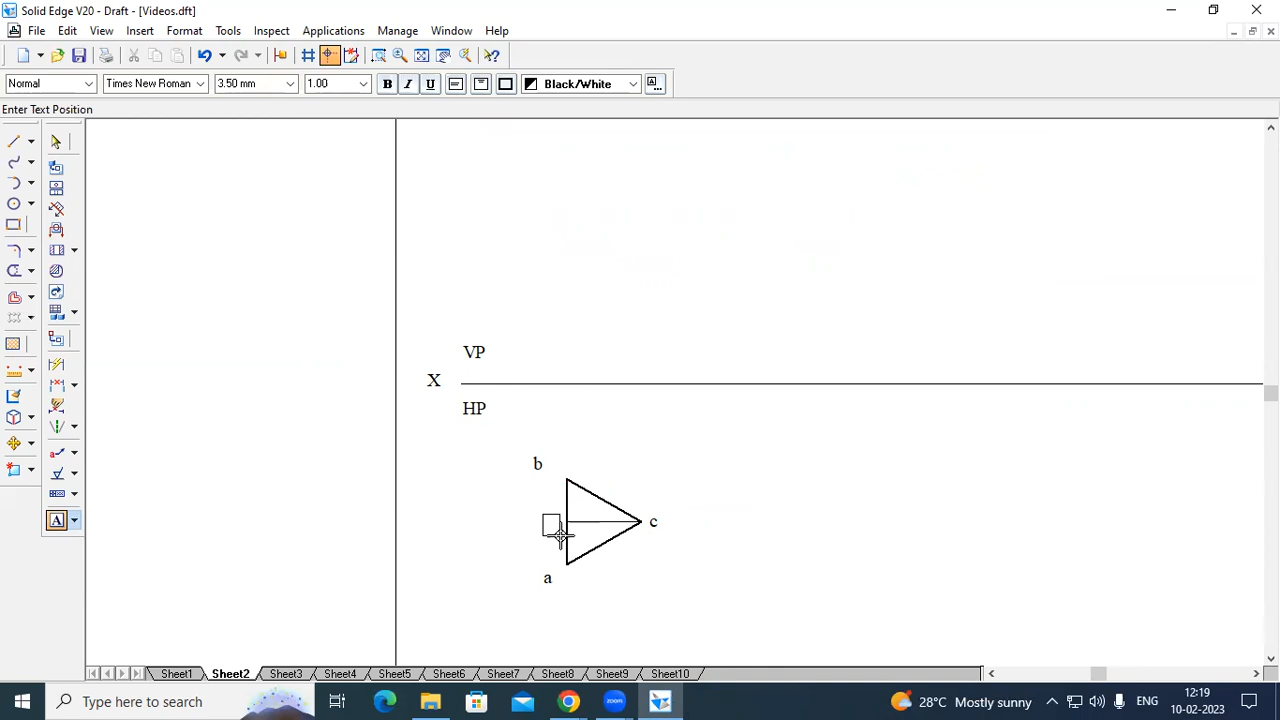 Solid Edge V20 - Draft - [Videos.dft]
File Edit View Insert Format Tools Inspect Applications Manage Window Help
Normal Times New Roman 3.50 mm 1.00 B I U Black/White
Enter Text Position
VP
X
HP
b
c
a
A
Sheet1 Sheet2 Sheet3 Sheet4 Sheet5 Sheet6 Sheet7 Sheet8 Sheet9 Sheet10
Type here to search
zoom
28°C Mostly sunny
ENG
12:19
10-02-2023